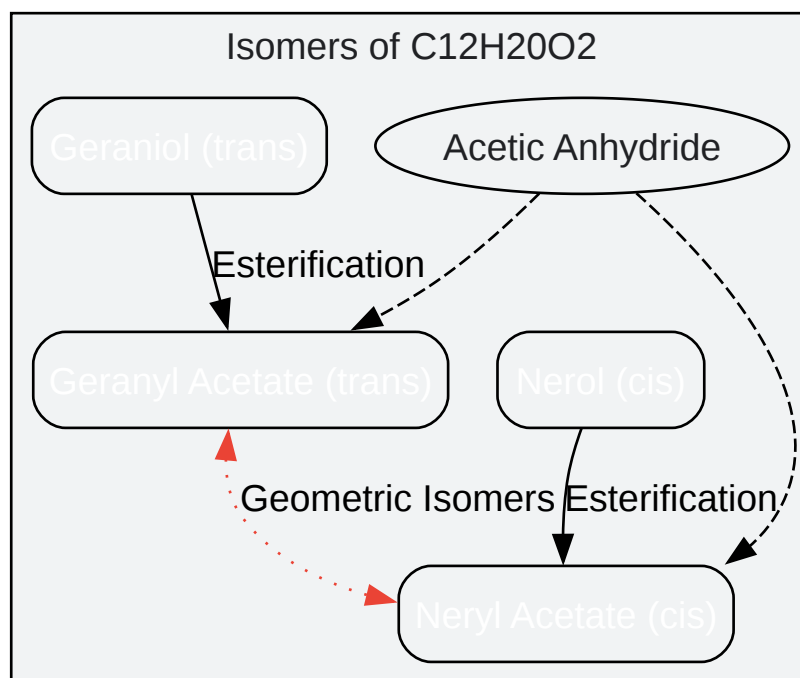 Isomers of C12H20O2
Geraniol (trans)
Acetic Anhydride
Esterification
Geranyl Acetate (trans)
Nerol (cis)
Geometric Isomers
Esterification
Neryl Acetate (cis)